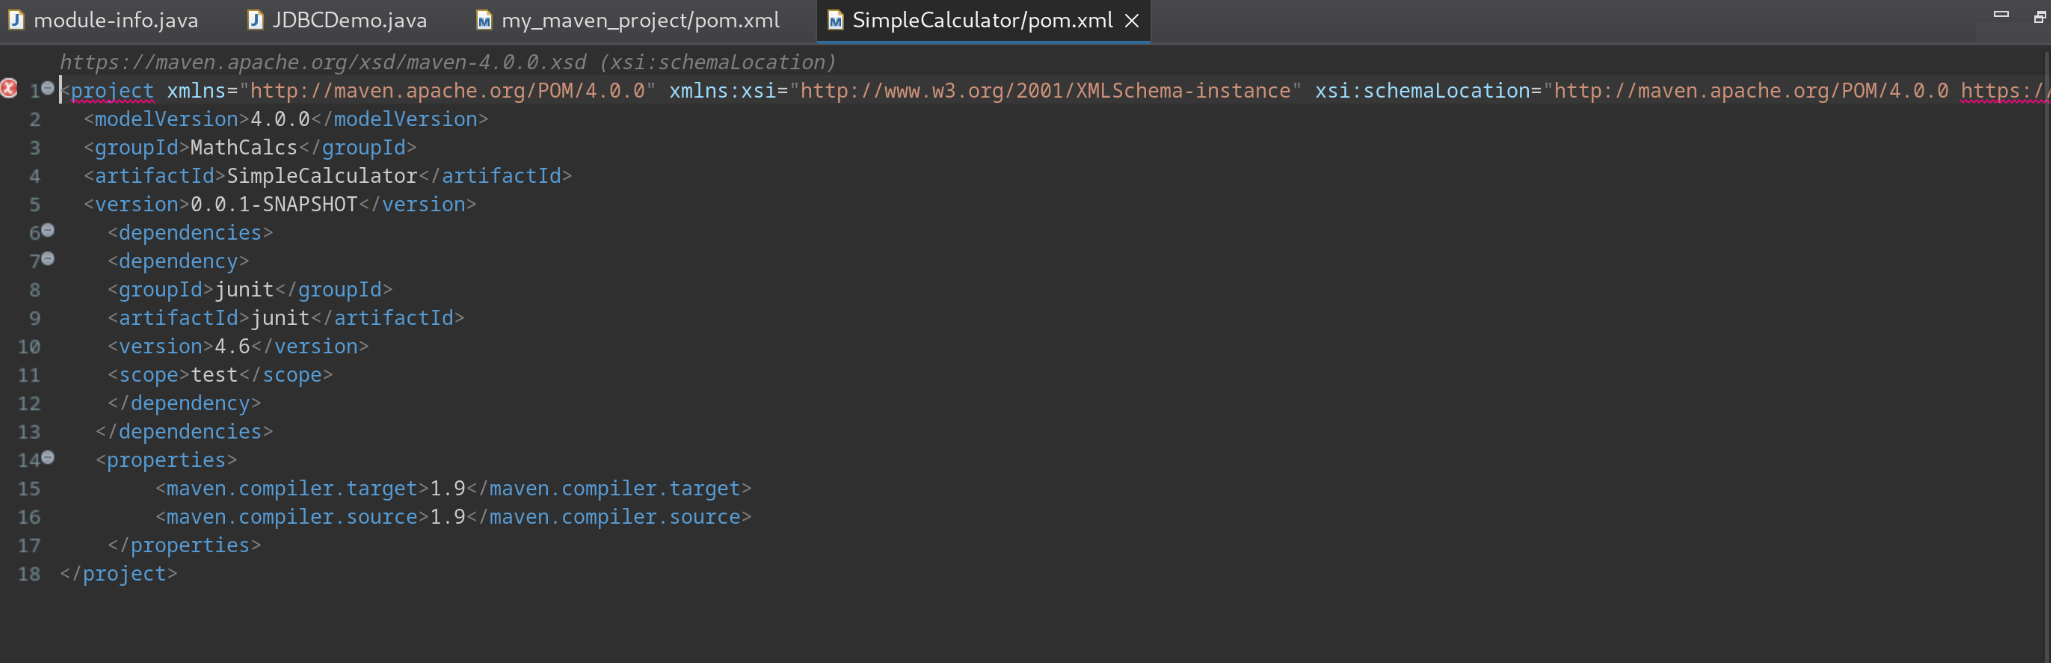 module-info.java JDBCDemo.java my_maven_project/pom.xml SimpleCalculator/pom.xml
https://maven.apache.org/xsd/maven-4.0.0.xsd (xsi:schemaLocation)
1 <project xmlns="http://maven.apache.org/POM/4.0.0" xmlns:xsi="http://www.w3.org/2001/XMLSchema-instance" xsi:schemaLocation="http://maven.apache.org/POM/4.0.0 https:/
2 <modelVersion>4.0.0</modelVersion>
3 <groupId>MathCalcs</groupId>
4 <artifactId>SimpleCalculator</artifactId>
5 <version>0.0.1-SNAPSHOT</version>
6 <dependencies>
7 <dependency>
8 <groupId>junit</groupId>
9 <artifactId>junit</artifactId>
10 <version>4.6</version>
11 <scope>test</scope>
12 </dependency>
13 </dependencies>
14 <properties>
15 <maven.compiler.target>1.9</maven.compiler.target>
16 <maven.compiler.source>1.9</maven.compiler.source>
17 </properties>
18 </project>